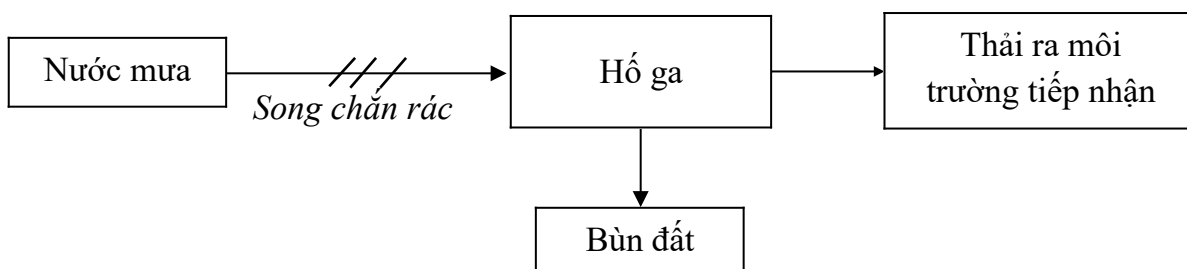 Nước mưa
Song chắn rác
Hố ga
Thải ra môi
trường tiếp nhận
Bùn đất